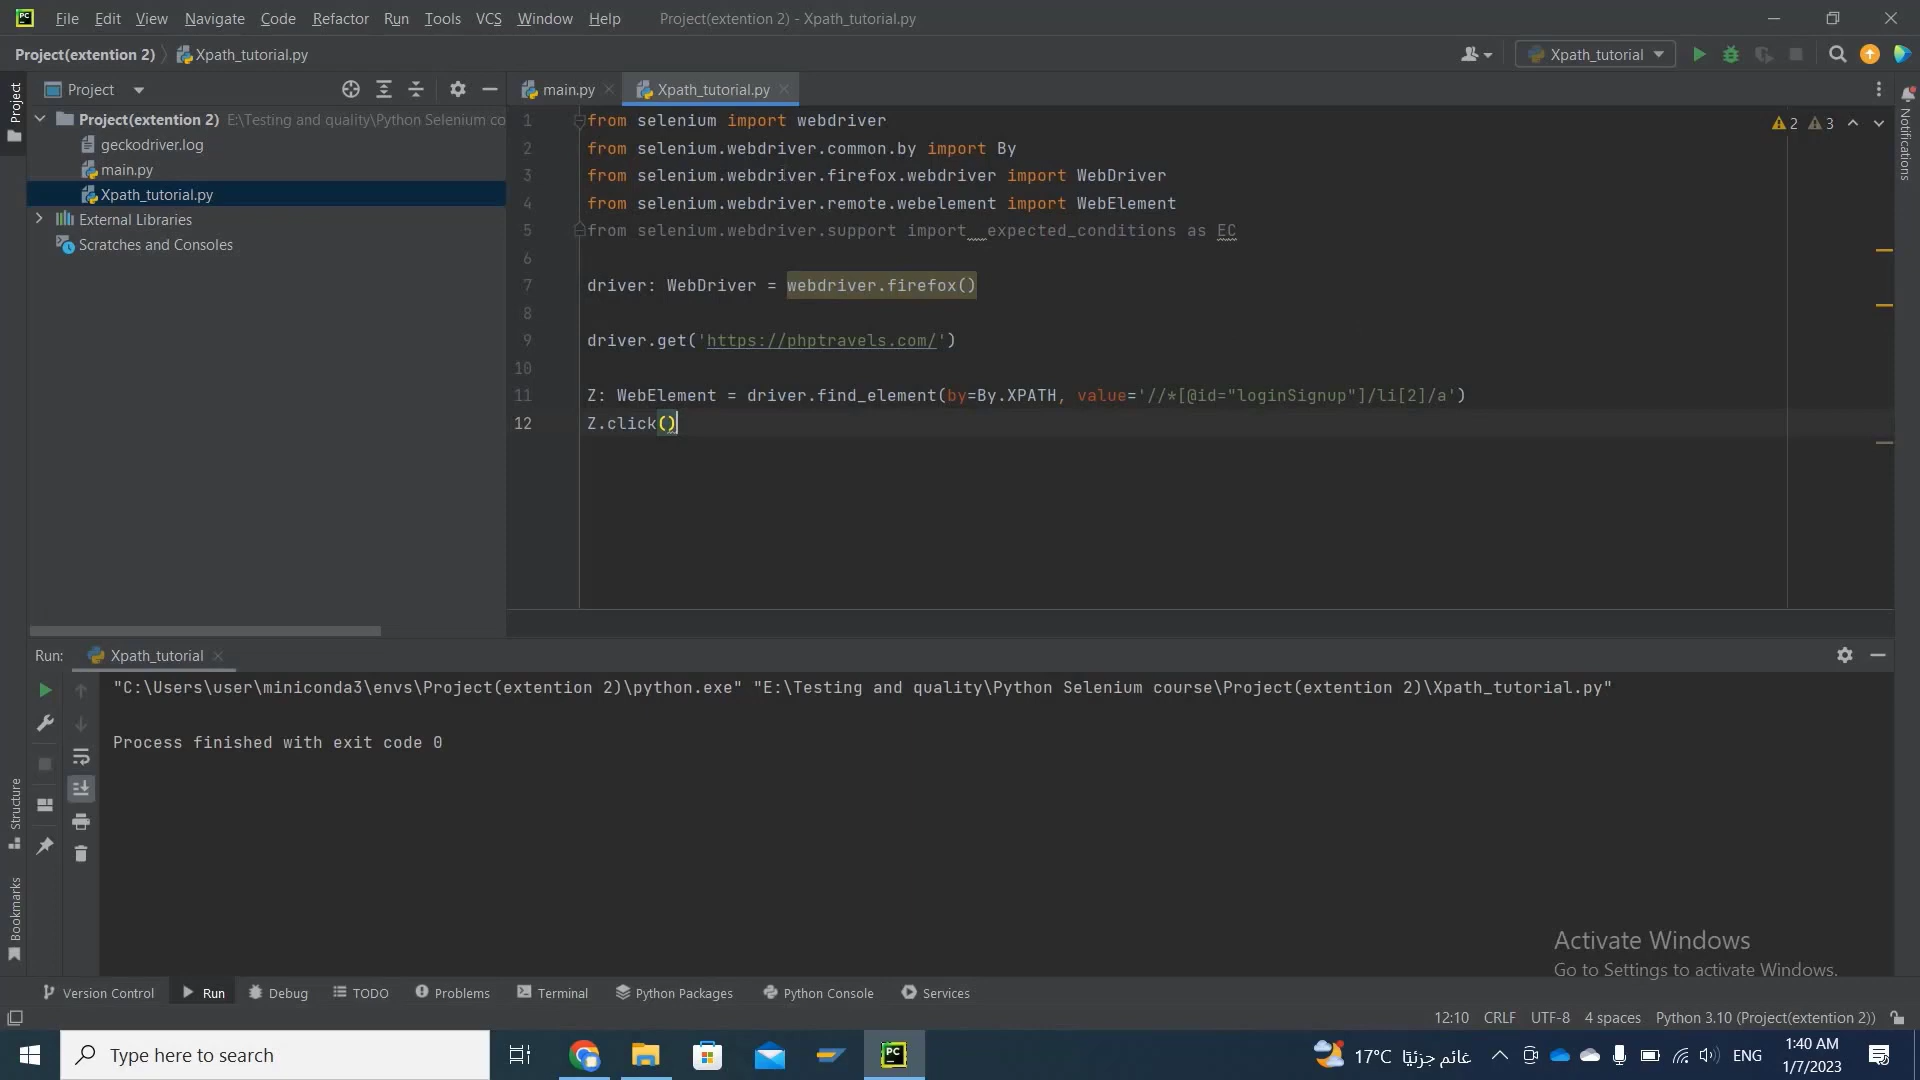 File Edit View Navigate Code Refactor Run Tools VCS Window Help Project(extention 2) - Xpath_tutorial.py
Project(extention 2) Xpath_tutorial.py
Xpath_tutorial
Project
Project
Project(extention 2) E:\Testing and quality\Python Selenium co
geckodriver.log
main.py
Xpath_tutorial.py
External Libraries
Scratches and Consoles
main.py Xpath_tutorial.py
1 from selenium import webdriver
2 from selenium.webdriver.common.by import By
3 from selenium.webdriver.firefox.webdriver import WebDriver
4 from selenium.webdriver.remote.webelement import WebElement
5 from selenium.webdriver.support import  expected_conditions as EC
6
7 driver: WebDriver = webdriver.firefox()
8
9 driver.get('https://phptravels.com/')
10
11 Z: WebElement = driver.find_element(by=By.XPATH, value='//*[@id="loginSignup"]/li[2]/a')
12 Z.click()
2 3
Notifications
Run: Xpath_tutorial
"C:\Users\user\miniconda3\envs\Project(extention 2)\python.exe" "E:\Testing and quality\Python Selenium course\Project(extention 2)\Xpath_tutorial.py"
Process finished with exit code 0
Structure
Bookmarks
Activate Windows
Go to Settings to activate Windows.
Version Control Run Debug TODO Problems Terminal Python Packages Python Console Services
12:10 CRLF UTF-8 4 spaces Python 3.10 (Project(extention 2))
Type here to search
PC
17°C غائم جزئيًا
ENG
1:40 AM
1/7/2023